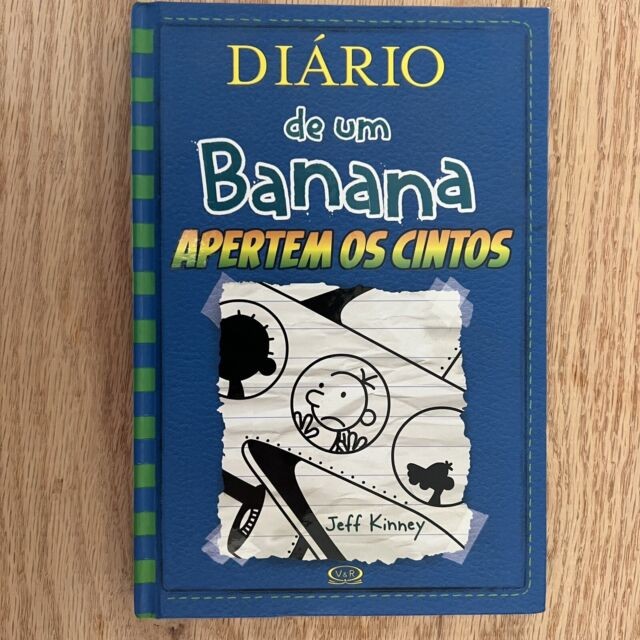 DIÁRIO
de um
Banana
APERTEM OS CINTOS
Jeff Kinney
V&R